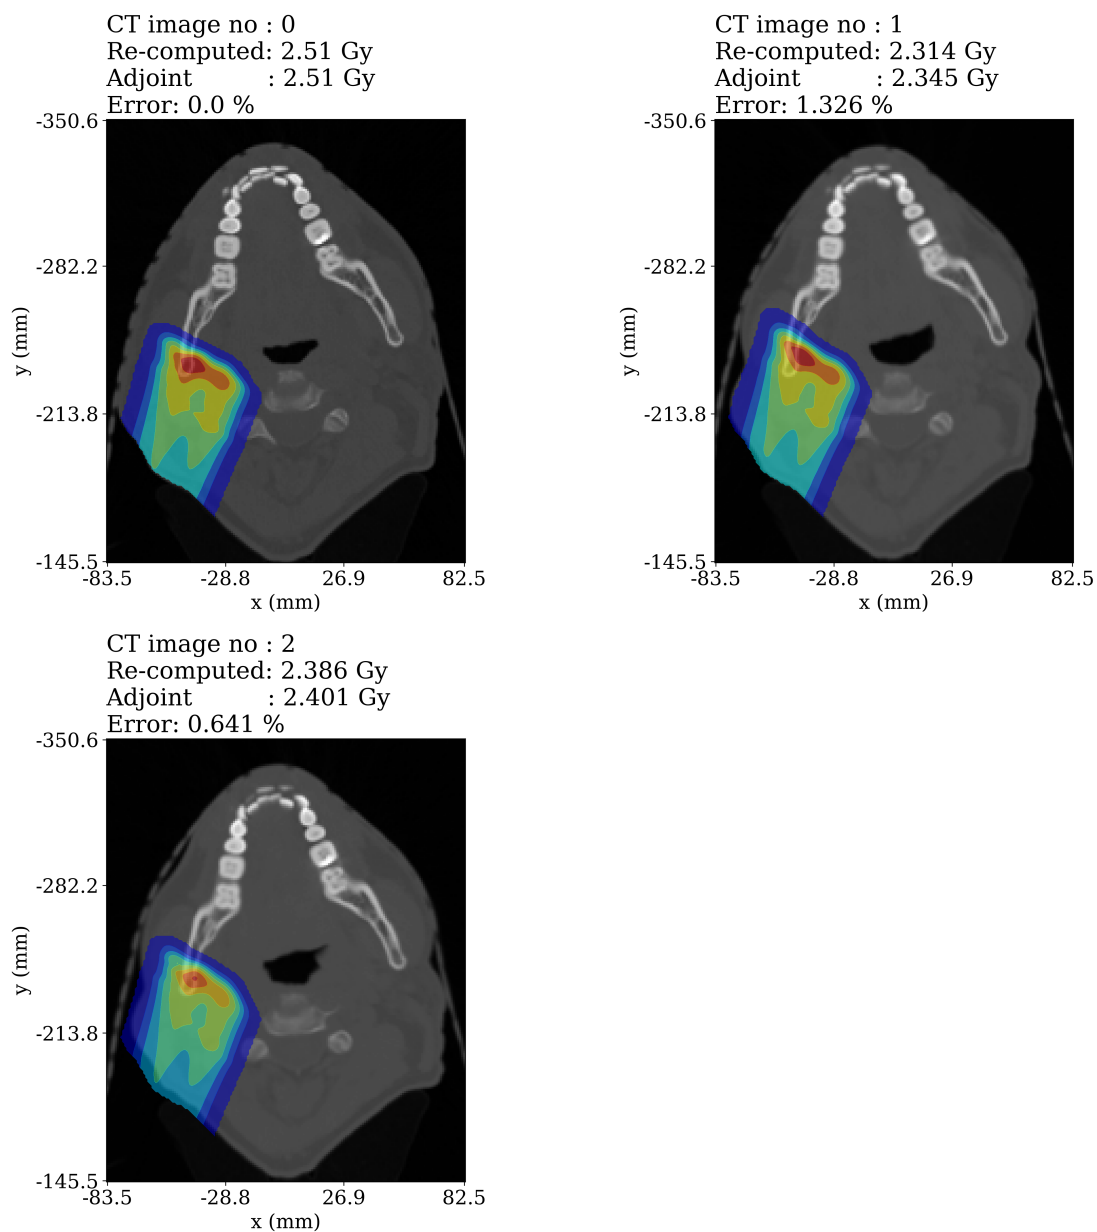 CT image no : 0
Re-computed: 2.51 Gy
Adjoint : 2.51 Gy
Error: 0.0 %
-350.6
-282.2
-213.8
-145.5
y (mm)
-83.5 -28.8 26.9 82.5
x (mm)
CT image no : 1
Re-computed: 2.314 Gy
Adjoint : 2.345 Gy
Error: 1.326 %
-350.6
-282.2
-213.8
-145.5
y (mm)
-83.5 -28.8 26.9 82.5
x (mm)
CT image no : 2
Re-computed: 2.386 Gy
Adjoint : 2.401 Gy
Error: 0.641 %
-350.6
-282.2
-213.8
-145.5
y (mm)
-83.5 -28.8 26.9 82.5
x (mm)